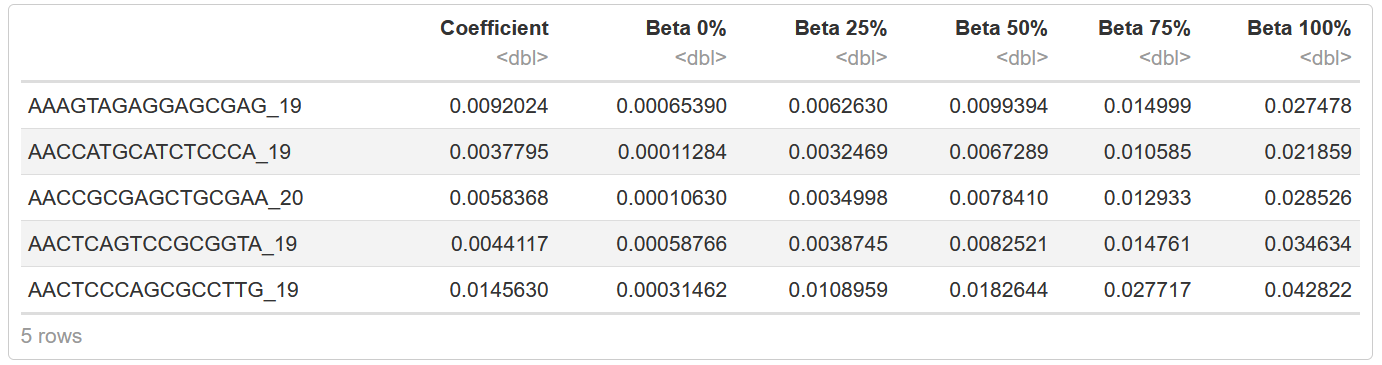 Coefficient Beta 0% Beta 25% Beta 50% Beta 75% Beta 100%
<dbl> <dbl> <dbl> <dbl> <dbl> <dbl>
AAAGTAGAGGAGCGAG_19 0.0092024 0.00065390 0.0062630 0.0099394 0.014999 0.027478
AACCATGCATCTCCCA_19 0.0037795 0.00011284 0.0032469 0.0067289 0.010585 0.021859
AACCGCGAGCTGCGAA_20 0.0058368 0.00010630 0.0034998 0.0078410 0.012933 0.028526
AACTCAGTCCGCGGTA_19 0.0044117 0.00058766 0.0038745 0.0082521 0.014761 0.034634
AACTCCCAGCGCCTTG_19 0.0145630 0.00031462 0.0108959 0.0182644 0.027717 0.042822
5 rows